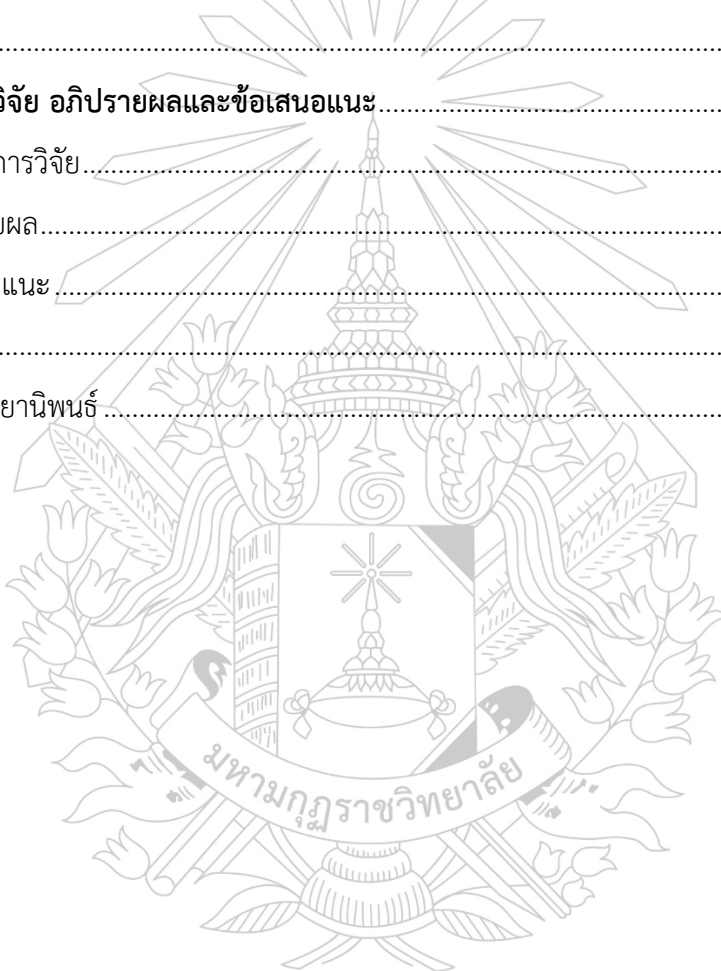 ................................................................
วิจัย อภิปรายผลและข้อเสนอแนะ................................................................
การวิจัย................................................................
ยผล................................................................
แนะ................................................................
................................................................
ยานิพนธ์................................................................
มหามกุฏราชวิทยาลัย